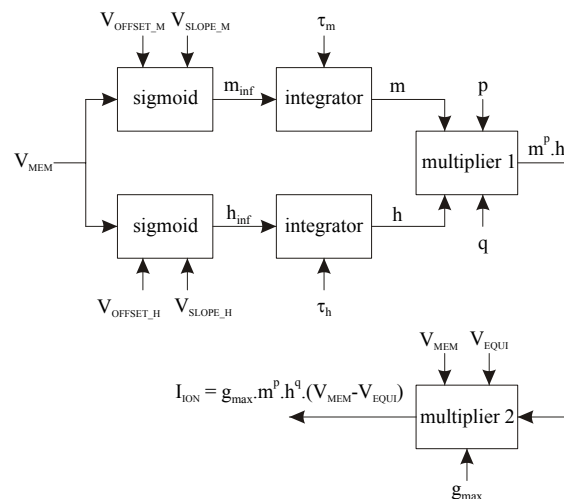 V_OFFSET_M V_SLOPE_M τ_m
sigmoid m_inf integrator m p
V_MEM multiplier 1 m^p.h
sigmoid h_inf integrator h q
V_OFFSET_H V_SLOPE_H τ_h
V_MEM V_EQUI
I_ION = g_max.m^p.h^q.(V_MEM-V_EQUI) multiplier 2
g_max